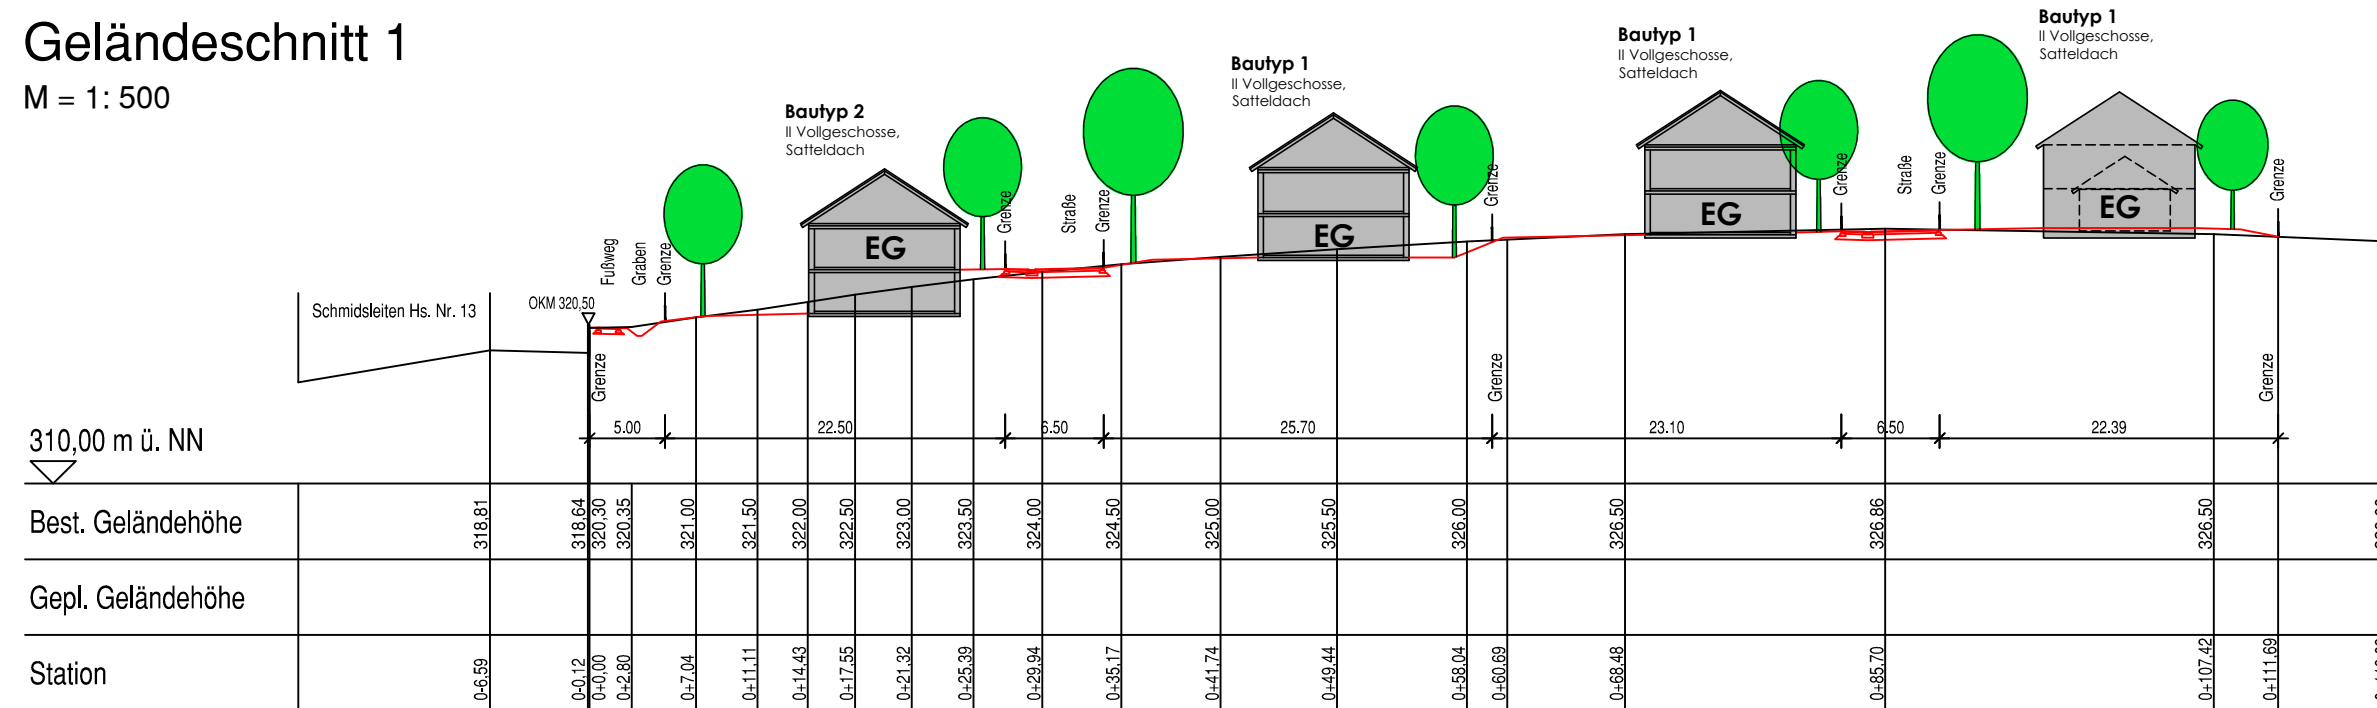 Geländeschnitt 1
M = 1: 500
Bautyp 2
II Vollgeschosse,
Satteldach
Bautyp 1
II Vollgeschosse,
Satteldach
Bautyp 1
II Vollgeschosse,
Satteldach
Bautyp 1
II Vollgeschosse,
Satteldach
EG
EG
EG
EG
Fußweg
Graben
Grenze
Grenze
Straße
Grenze
Grenze
Grenze
Straße
Grenze
Grenze
Schmidsleiten Hs. Nr. 13
OKM 320,50
Grenze
Grenze
Grenze
5.00
22.50
6.50
25.70
23.10
6.50
22.39
310,00 m ü. NN
Best. Geländehöhe
318,81
318,64
320,30
320,35
321,00
321,50
322,00
322,50
323,00
323,50
324,00
324,50
325,00
325,50
326,00
326,50
326,86
326,50
Gepl. Geländehöhe
Station
0-6,59
0-0,12
0+0,00
0+2,80
0+7,04
0+11,11
0+14,43
0+17,55
0+21,32
0+25,39
0+29,94
0+35,17
0+41,74
0+49,44
0+58,04
0+60,69
0+68,48
0+85,70
0+107,42
0+111,69